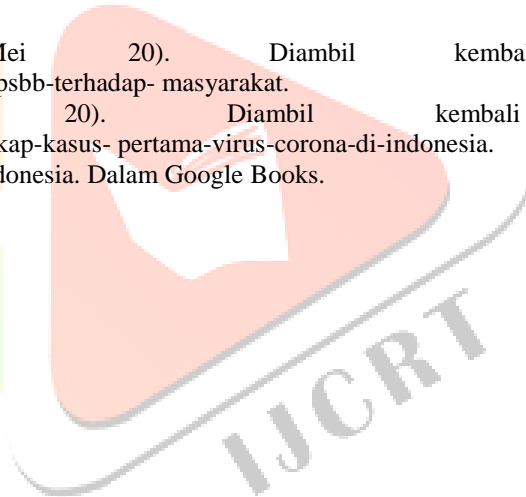 Mei 20). Diambil
psbb-terhadap- masyarakat.
20). Diambil kembali
kap-kasus- pertama-virus-corona-di-indonesia.
donesia. Dalam Google Books.
IJCRT